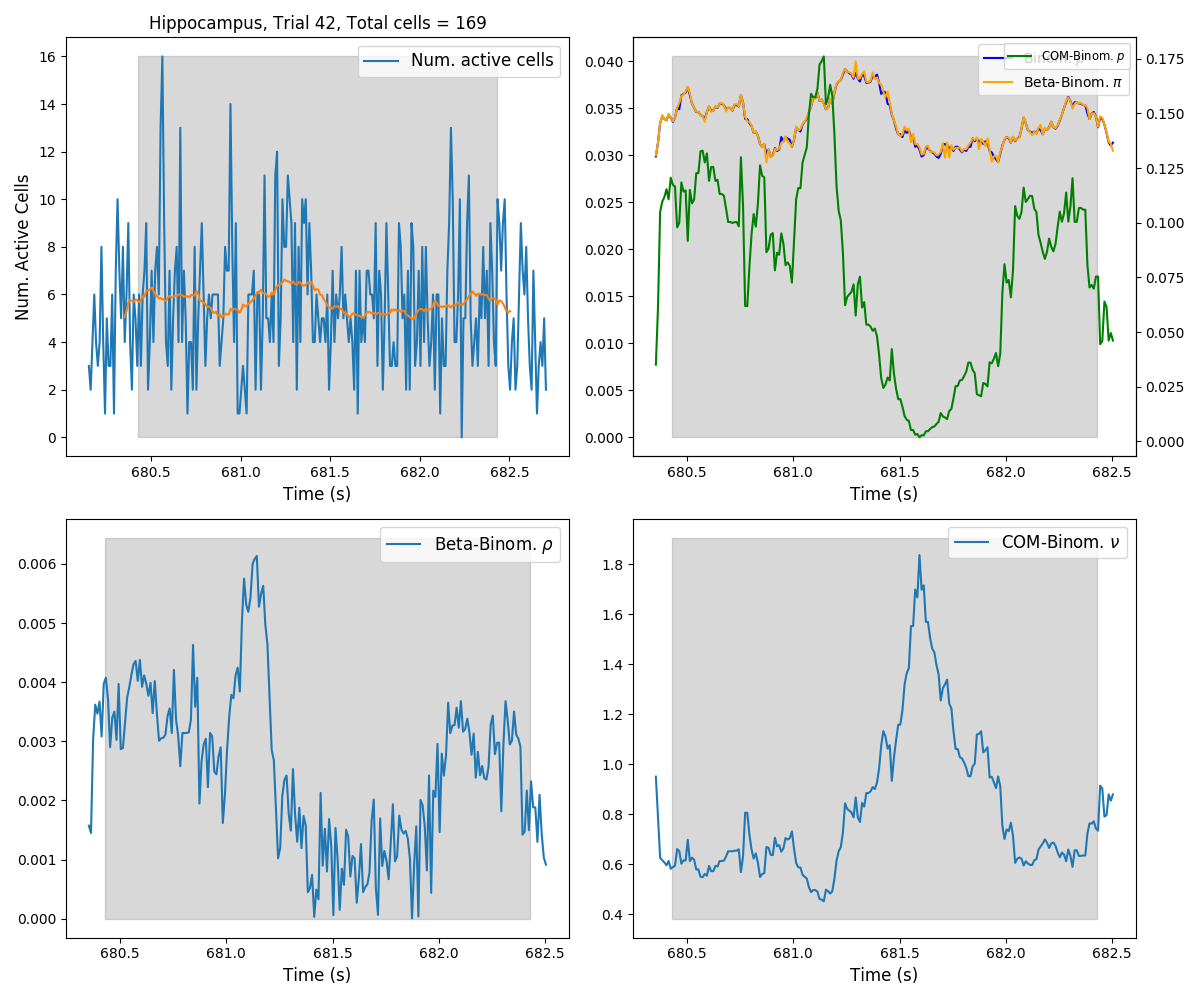 Hippocampus, Trial 42, Total cells = 169
Num. active cells
Num. Active Cells
16
14
12
10
8
6
4
2
0
680.5 681.0 681.5 682.0 682.5
Time (s)
COM-Binom. p
Beta-Binom. π
0.040
0.035
0.030
0.025
0.020
0.015
0.010
0.005
0.000
0.175
0.150
0.125
0.100
0.075
0.050
0.025
0.000
680.5 681.0 681.5 682.0 682.5
Time (s)
Beta-Binom. ρ
0.006
0.005
0.004
0.003
0.002
0.001
0.000
680.5 681.0 681.5 682.0 682.5
Time (s)
COM-Binom. ν
1.8
1.6
1.4
1.2
1.0
0.8
0.6
0.4
680.5 681.0 681.5 682.0 682.5
Time (s)